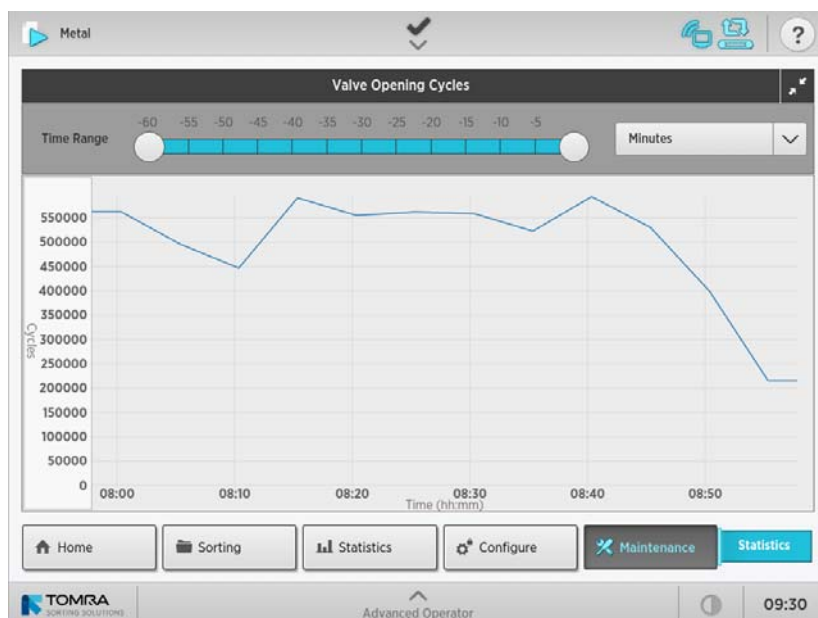 Metal
?
Valve Opening Cycles
Time Range
-60 -55 -50 -45 -40 -35 -30 -25 -20 -15 -10 -5
Minutes
550000
500000
450000
400000
350000
300000
250000
200000
150000
100000
50000
0
Cycles
08:00 08:10 08:20 08:30 08:40 08:50
Time (hh:mm)
Home
Sorting
Statistics
Configure
Maintenance
Statistics
TOMRA
SORTING SOLUTIONS
Advanced Operator
09:30